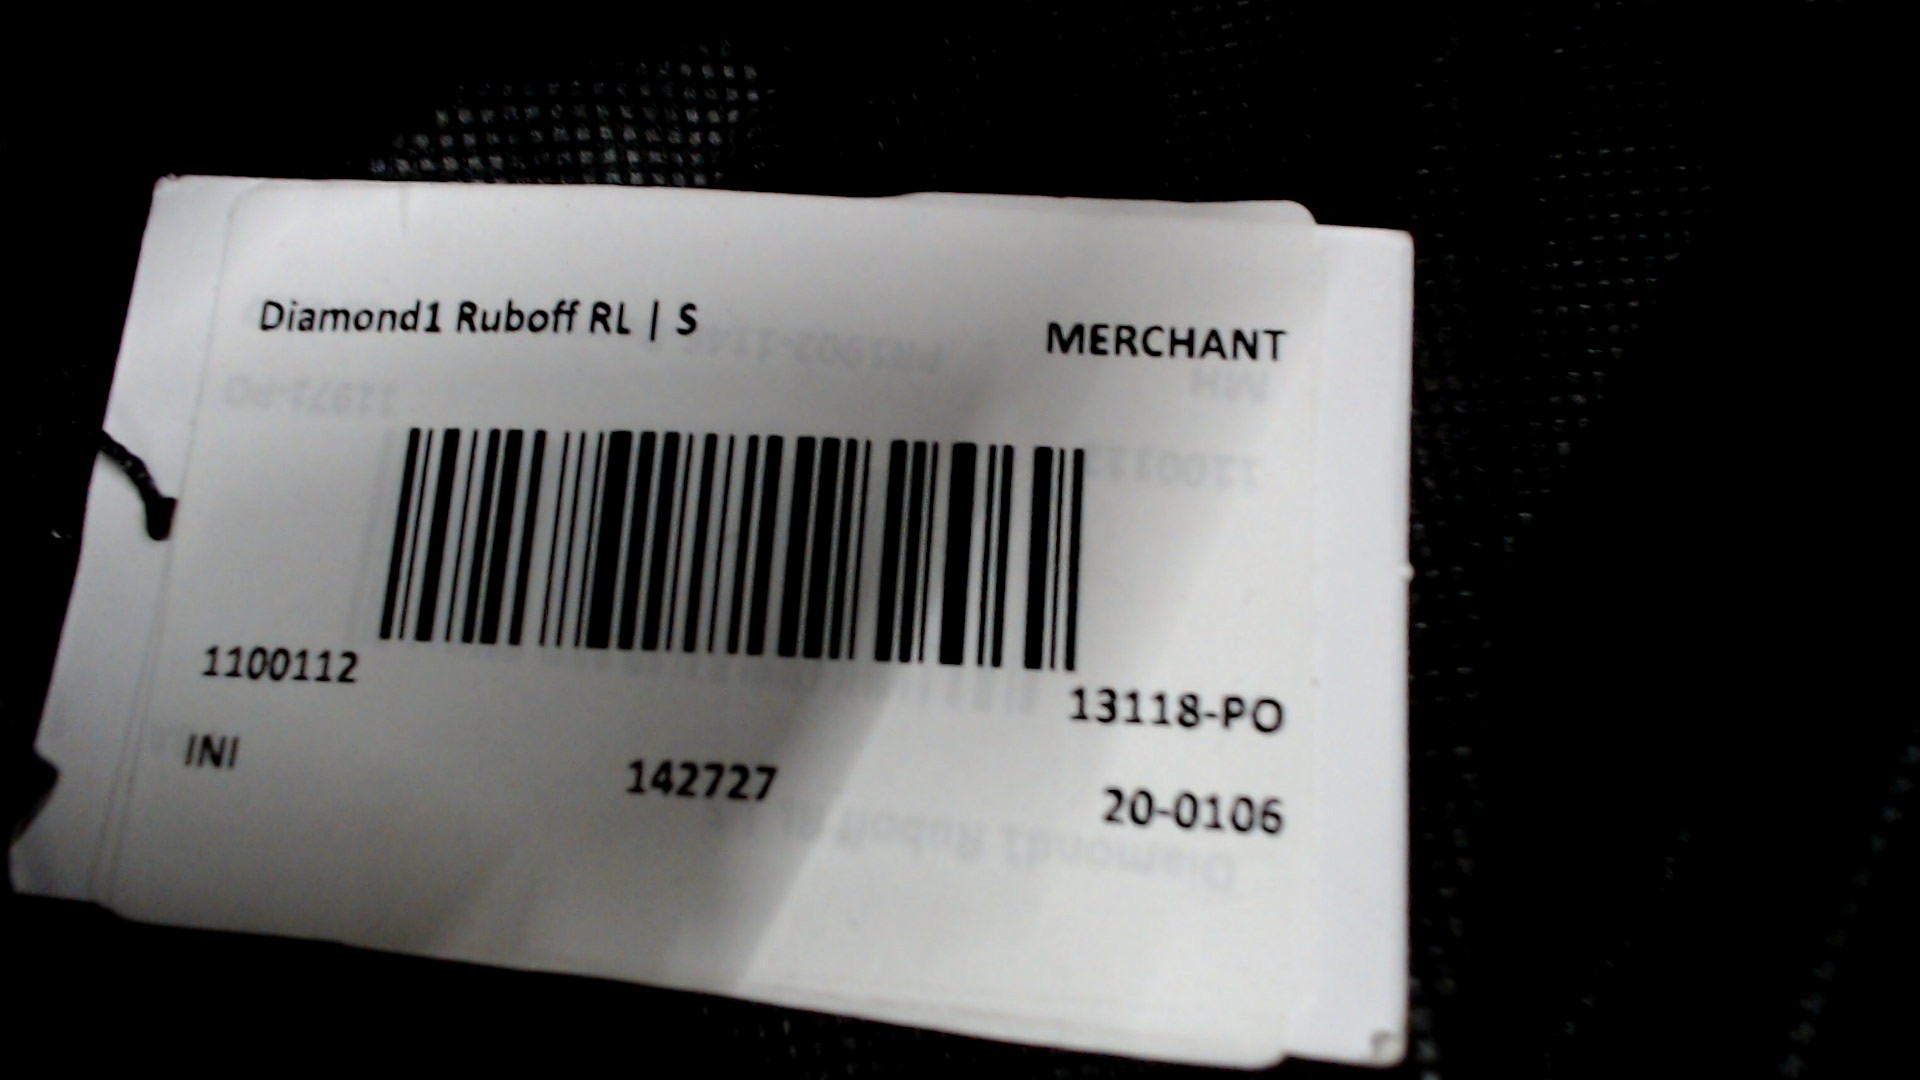 Diamond1 Ruboff RL | S
MERCHANT
1100112
13118-PO
INI
142727
20-0106